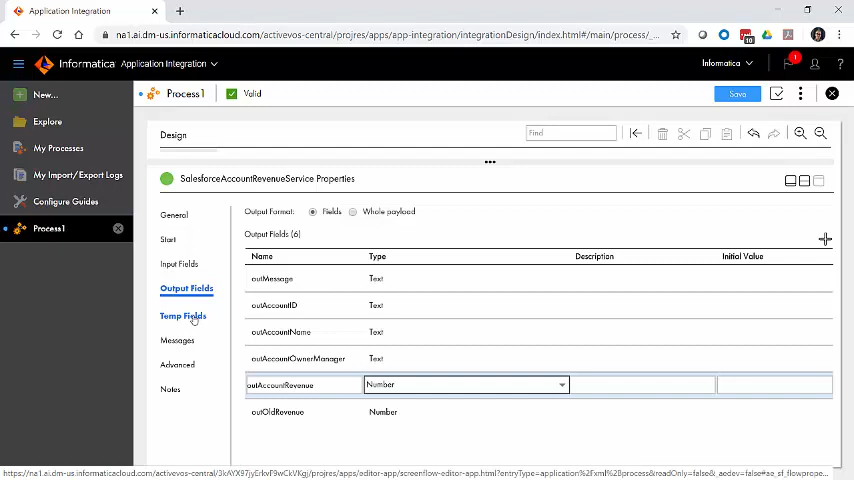 Application Integration
na1.ai.dm-us.informaticacloud.com/activevos-central/projres/apps/app-integration/integrationDesign/index.html#/main/process/_...
10
Informatica Application Integration
Informatica
1
New...
Process1
Valid
Save
Explore
Design
Find
My Processes
My Import/Export Logs
SalesforceAccountRevenueService Properties
Configure Guides
General
Output Format: Fields Whole payload
Process1
Start
Output Fields (6)
Name Type Description Initial Value
Input Fields
outMessage Text
Output Fields
outAccountID Text
Temp Fields
outAccountName Text
Messages
outAccountOwnerManager Text
Advanced
outAccountRevenue Number
Notes
outOldRevenue Number